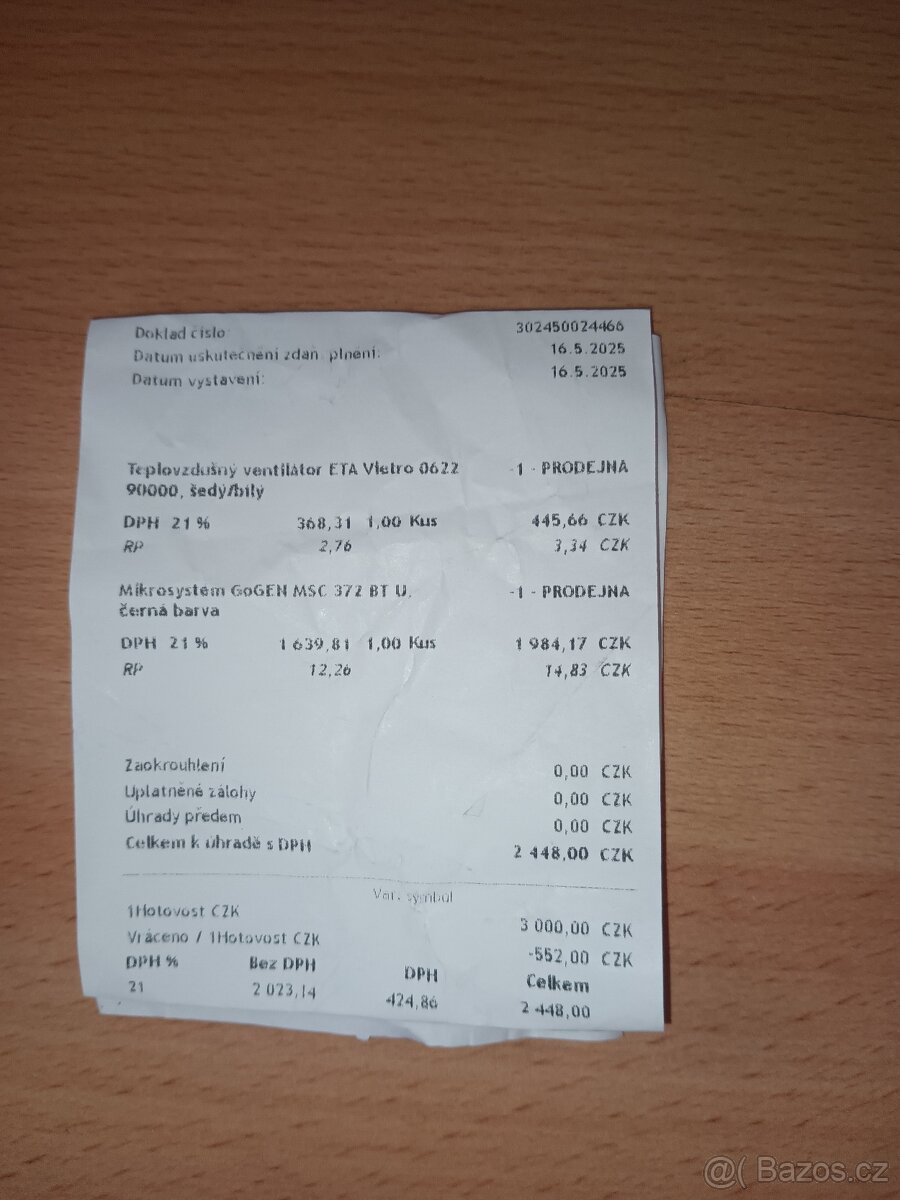 Doklad číslo: 302450024466
Datum uskutečnění zdan. plnění: 16.5.2025
Datum vystavení: 16.5.2025
Teplovzdušný ventilátor ETA Vletro 0622 -1 - PRODEJNA
90000, šedý/bílý
DPH 21 % 368,31 1,00 Kus 445,66 CZK
RP 2,76 3,34 CZK
Mikrosystém GoGEN MSC 372 BT U, -1 - PRODEJNA
černá barva
DPH 21 % 1 639,81 1,00 Kus 1 984,17 CZK
RP 12,26 14,83 CZK
Zaokrouhlení 0,00 CZK
Uplatněné zálohy 0,00 CZK
Úhrady předem 0,00 CZK
Celkem k úhradě s DPH 2 448,00 CZK
Var. symbol
1Hotovost CZK 3 000,00 CZK
Vráceno / 1Hotovost CZK -552,00 CZK
DPH % Bez DPH DPH Celkem
21 2 023,14 424,86 2 448,00
@( Bazos.cz